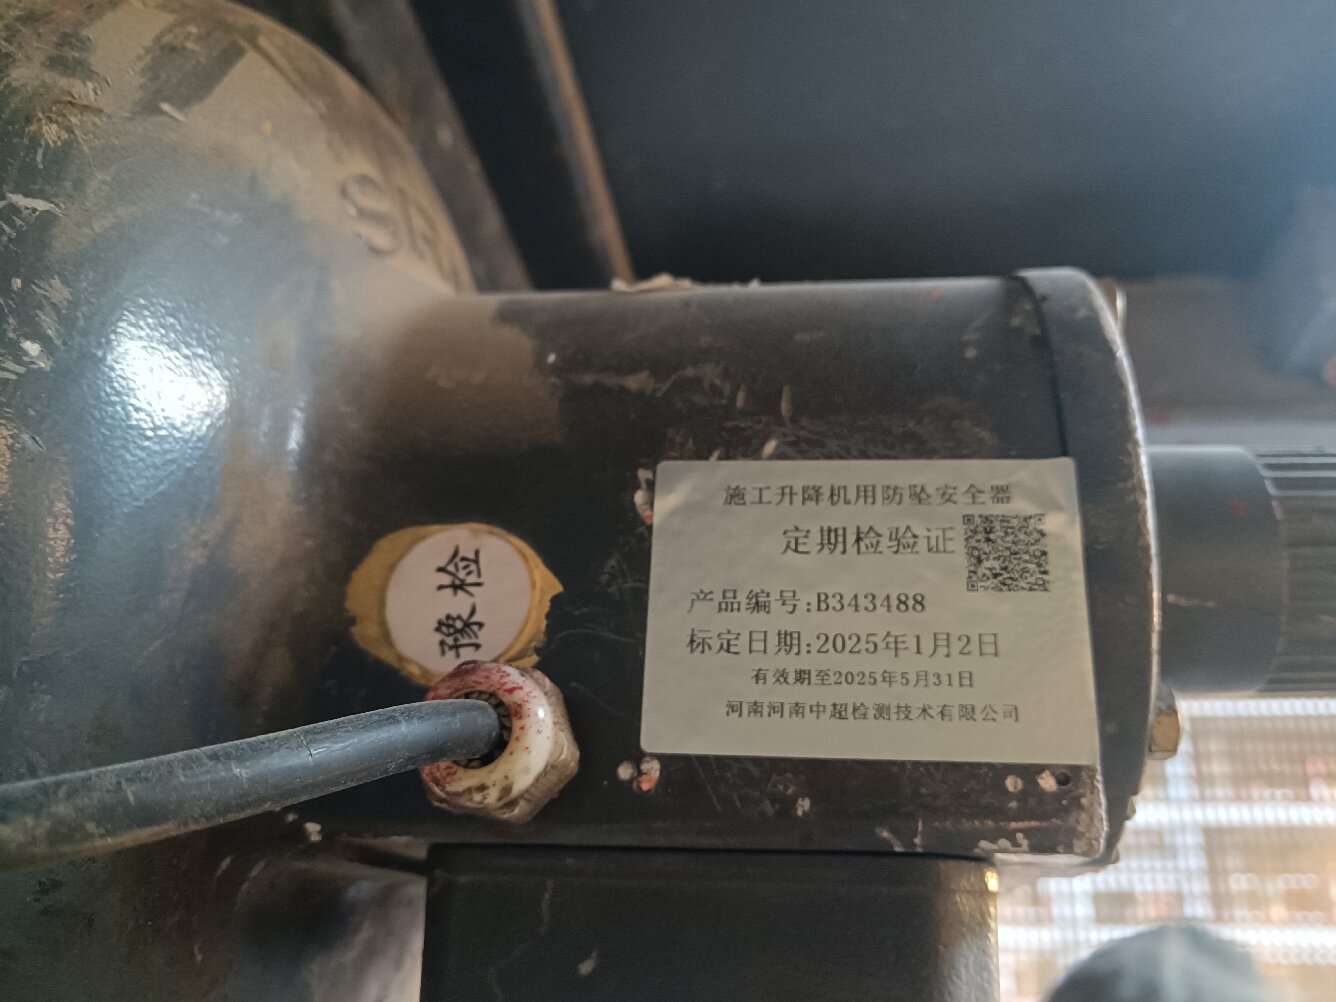 施工升降机用防坠安全器
定期检验证
产品编号:B343488
标定日期:2025年1月2日
有效期至2025年5月31日
河南河南中超检测技术有限公司
豫检